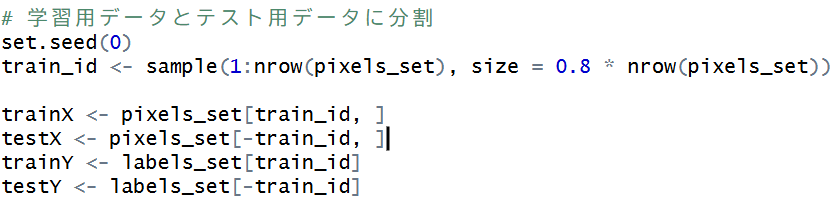 # 学習用データとテスト用データに分割
set.seed(0)
train_id <- sample(1:nrow(pixels_set), size = 0.8 * nrow(pixels_set))
trainX <- pixels_set[train_id, ]
testX <- pixels_set[-train_id, ]
trainY <- labels_set[train_id]
testY <- labels_set[-train_id]